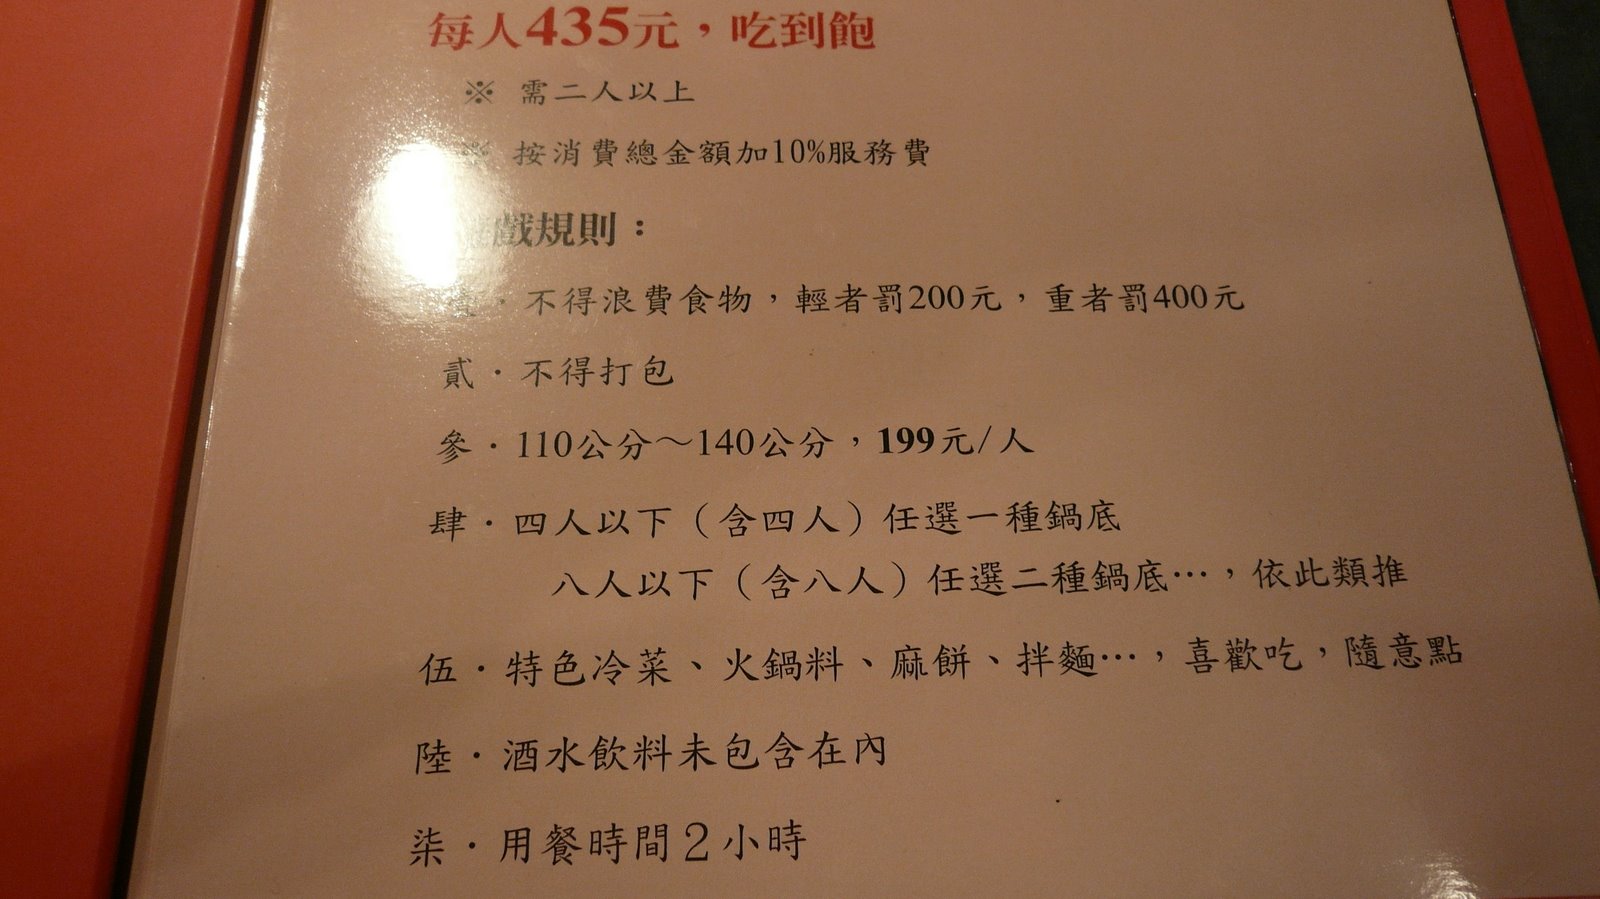 每人435元，吃到飽
※ 需二人以上
※ 按消費總金額加10%服務費
戲規則：
壹．不得浪費食物，輕者罰200元，重者罰400元
貳．不得打包
參．110公分～140公分，199元/人
肆．四人以下（含四人）任選一種鍋底
八人以下（含八人）任選二種鍋底…，依此類推
伍．特色冷菜、火鍋料、麻餅、拌麵…，喜歡吃，隨意點
陸．酒水飲料未包含在內
柒．用餐時間2小時